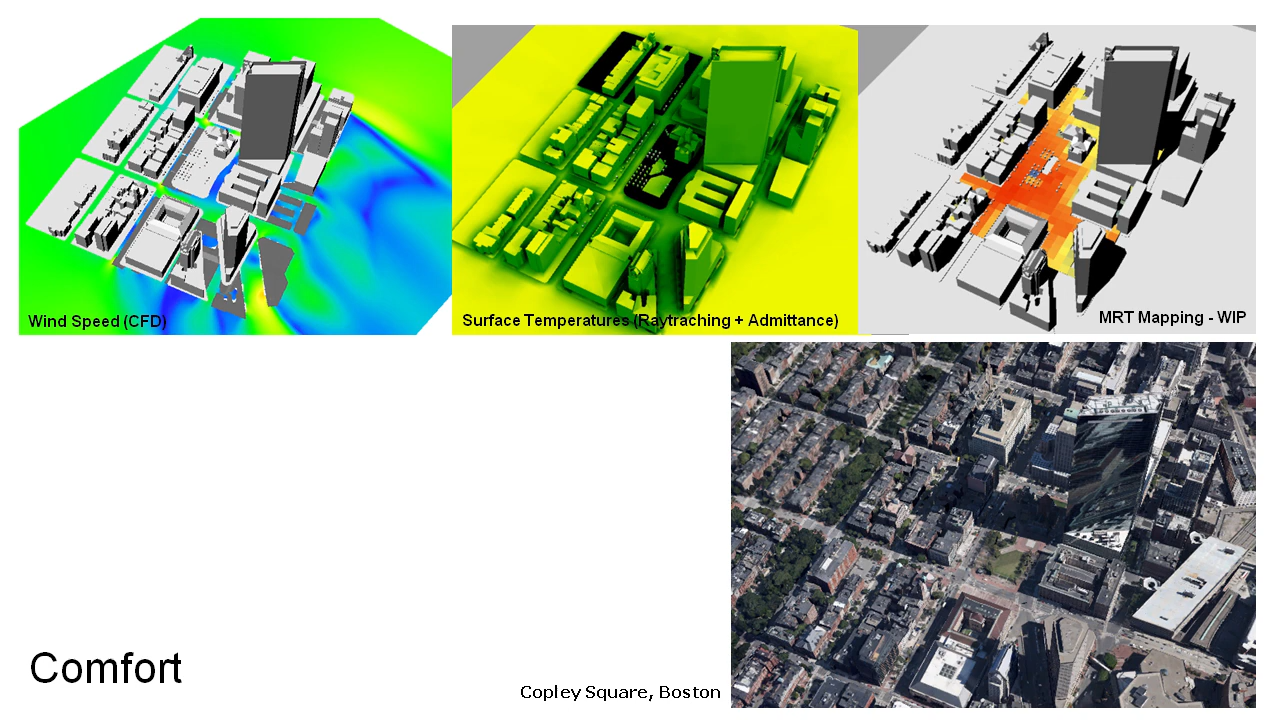 Wind Speed (CFD)
Surface Temperatures (Raytraching + Admittance)
MRT Mapping - WIP
Comfort
Copley Square, Boston